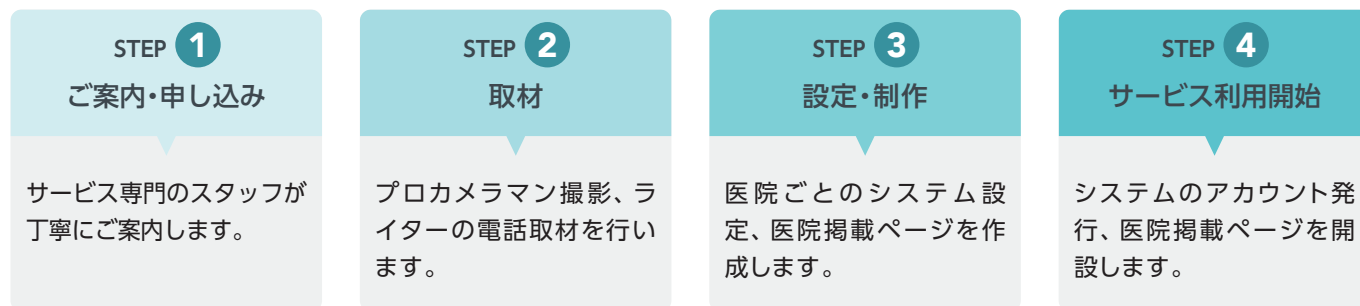 STEP 1
ご案内・申し込み
サービス専門のスタッフが
丁寧にご案内します。
STEP 2
取材
プロカメラマン撮影、ラ
イターの電話取材を行い
ます。
STEP 3
設定・制作
医院ごとのシステム設
定、医院掲載ページを作
成します。
STEP 4
サービス利用開始
システムのアカウント発
行、医院掲載ページを開
設します。